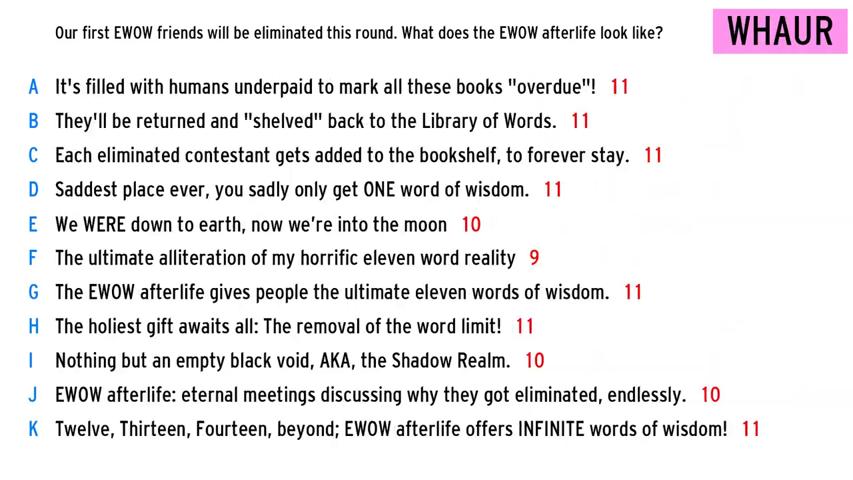 Our first EWOW friends will be eliminated this round. What does the EWOW afterlife look like?
WHAUR
A It's filled with humans underpaid to mark all these books "overdue"! 11
B They'll be returned and "shelved" back to the Library of Words. 11
C Each eliminated contestant gets added to the bookshelf, to forever stay. 11
D Saddest place ever, you sadly only get ONE word of wisdom. 11
E We WERE down to earth, now we're into the moon 10
F The ultimate alliteration of my horrific eleven word reality 9
G The EWOW afterlife gives people the ultimate eleven words of wisdom. 11
H The holiest gift awaits all: The removal of the word limit! 11
I Nothing but an empty black void, AKA, the Shadow Realm. 10
J EWOW afterlife: eternal meetings discussing why they got eliminated, endlessly. 10
K Twelve, Thirteen, Fourteen, beyond; EWOW afterlife offers INFINITE words of wisdom! 11